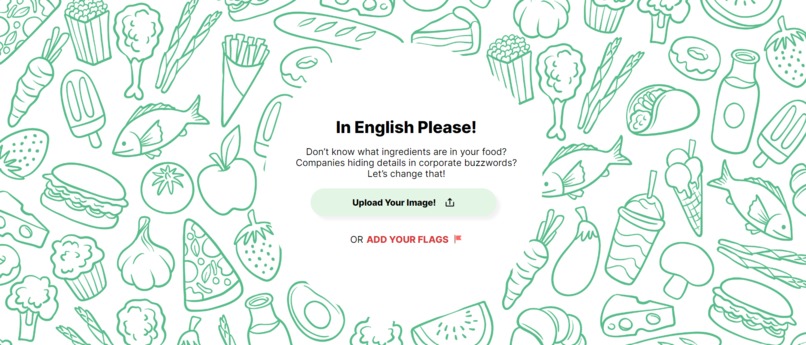 In English Please!
Don't know what ingredients are in your food?
Companies hiding details in corporate buzzwords?
Let's change that!
Upload Your Image!
OR ADD YOUR FLAGS